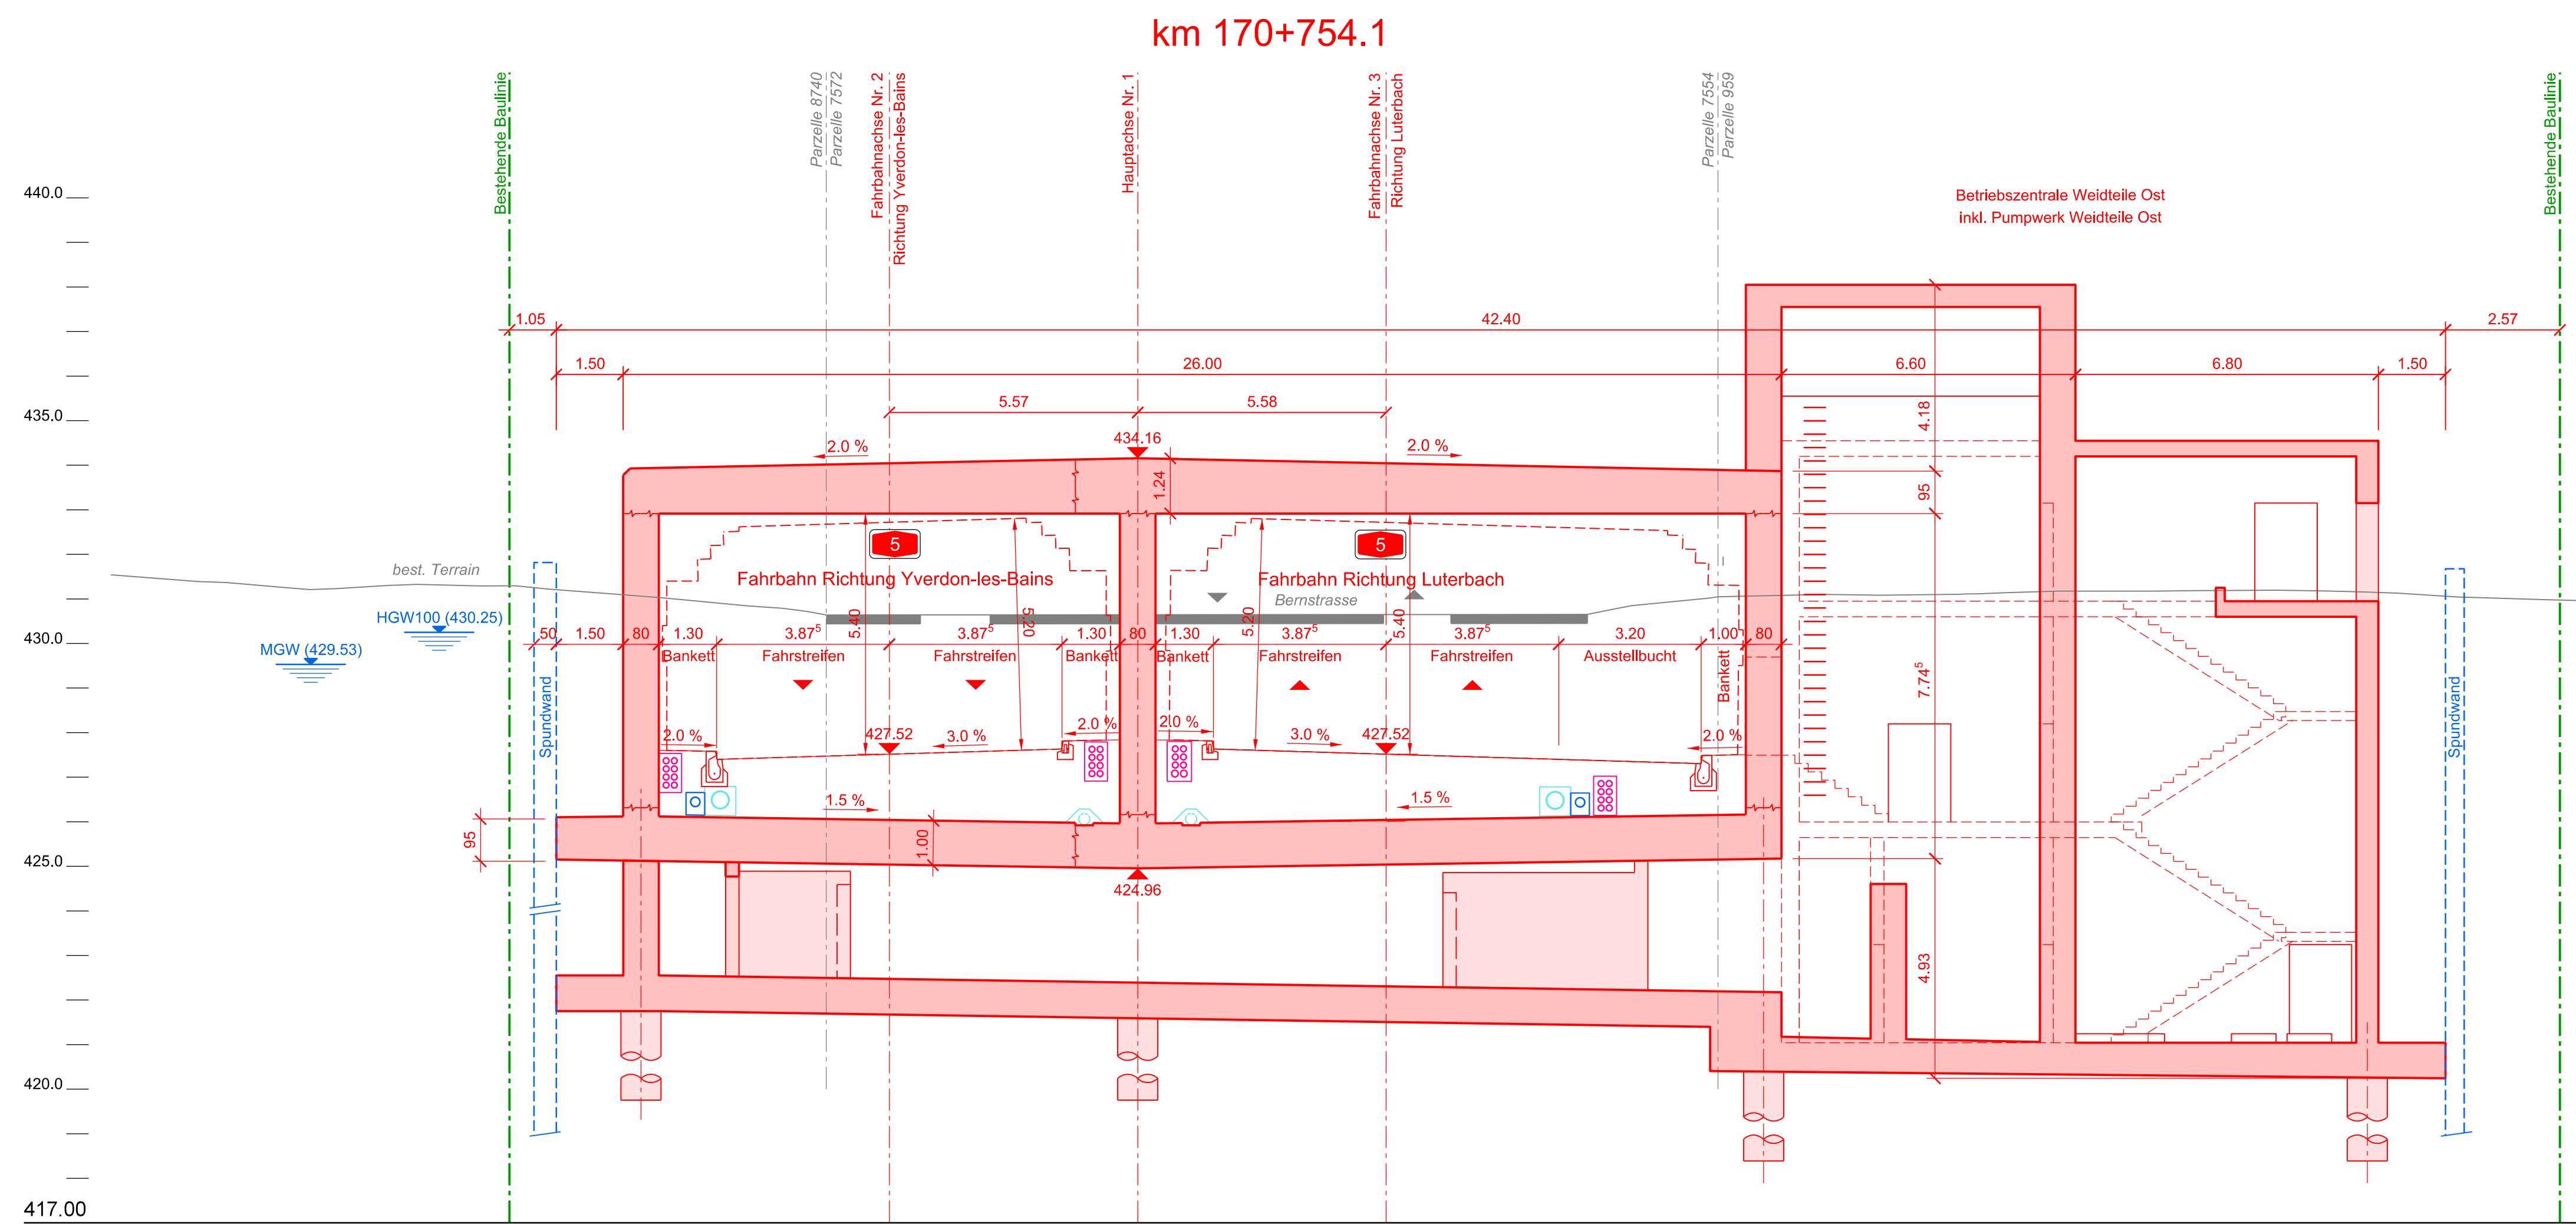 km 170+754.1
Bestehende Baulinie
Parzelle 8740
Parzelle 7572
Fahrbahnachse Nr. 2
Richtung Yverdon-les-Bains
Hauptachse Nr. 1
Fahrbahnachse Nr. 3
Richtung Luterbach
Parzelle 7554
Parzelle 959
Bestehende Baulinie
440.0
Betriebszentrale Weidteile Ost
inkl. Pumpwerk Weidteile Ost
1.05
42.40
2.57
1.50
26.00
6.60
6.80
1.50
5.57
5.58
435.0
4.18
2.0 %
434.16
2.0 %
1.24
95
5
5
best. Terrain
Fahrbahn Richtung Yverdon-les-Bains
Fahrbahn Richtung Luterbach
Bernstrasse
HGW100 (430.25)
5.40
5.20
5.20
5.40
430.0
MGW (429.53)
50
1.50
80
1.30
3.87⁵
3.87⁵
1.30
80
1.30
3.87⁵
3.87⁵
3.20
1.00
80
Bankett
Fahrstreifen
Fahrstreifen
Bankett
Bankett
Fahrstreifen
Fahrstreifen
Ausstellbucht
Bankett
7.74⁵
Spundwand
Spundwand
2.0 %
427.52
3.0 %
2.0 %
2.0 %
3.0 %
427.52
2.0 %
1.5 %
1.5 %
95
1.00
425.0
424.96
4.93
420.0
417.00